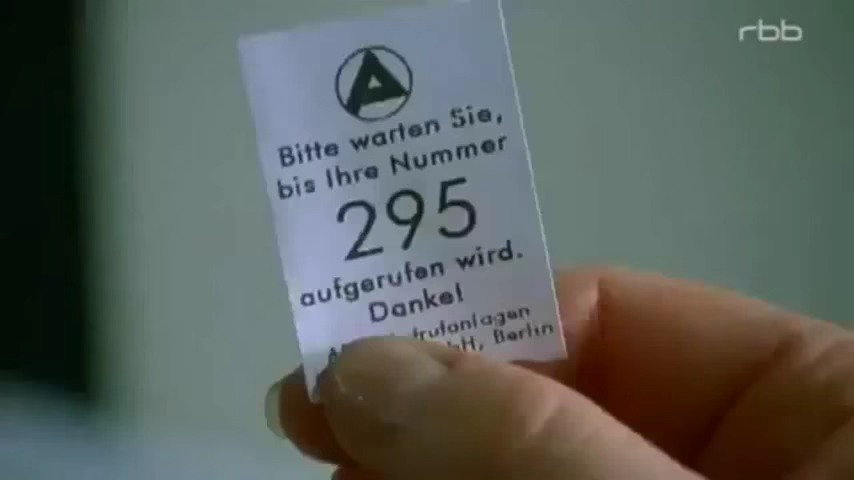 rbb
A
Bitte warten Sie,
bis Ihre Nummer
295
aufgerufen wird.
Danke!
Berlin